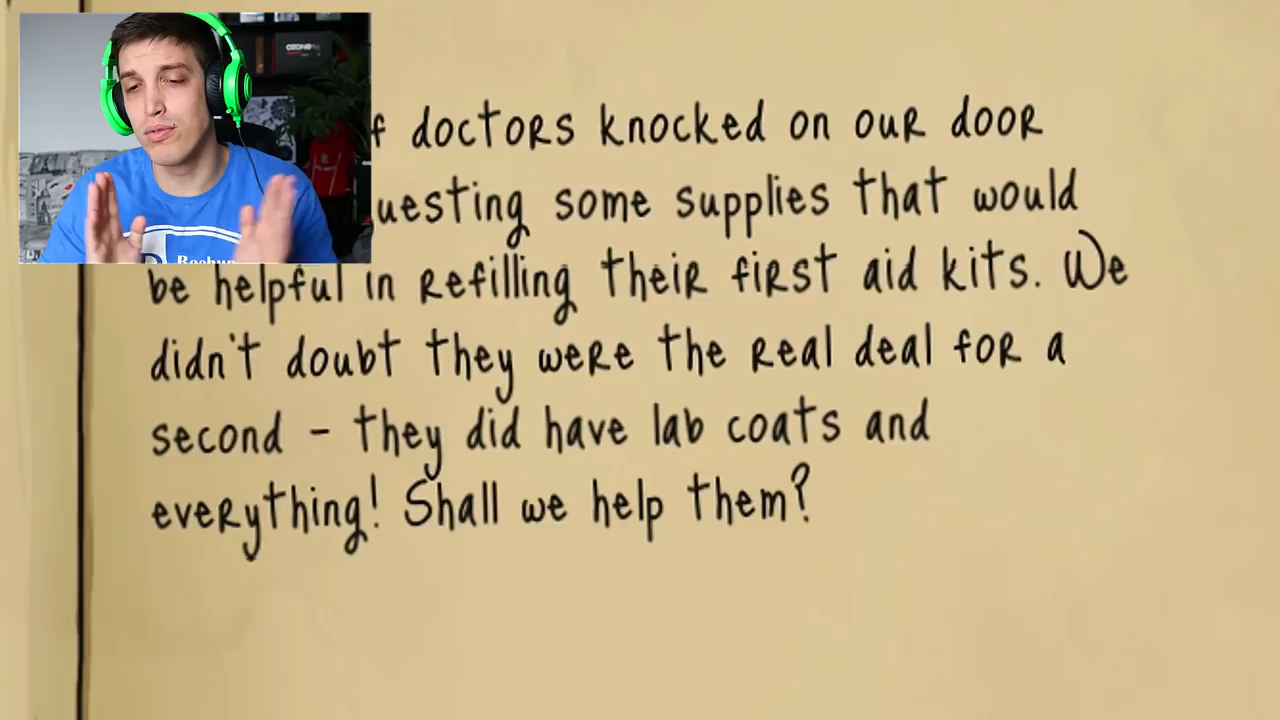 OZONE
f doctors knocked on our door
uesting some supplies that would
be helpful in refilling their first aid kits. We
didn't doubt they were the real deal for a
second - they did have lab coats and
everything! Shall we help them?